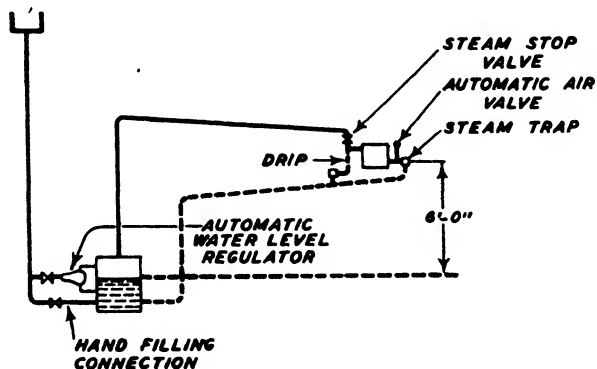 STEAM STOP
VALVE
AUTOMATIC AIR
VALVE
STEAM TRAP
DRIP
6'-0"
AUTOMATIC
WATER LEVEL
REGULATOR
HAND FILLING
CONNECTION